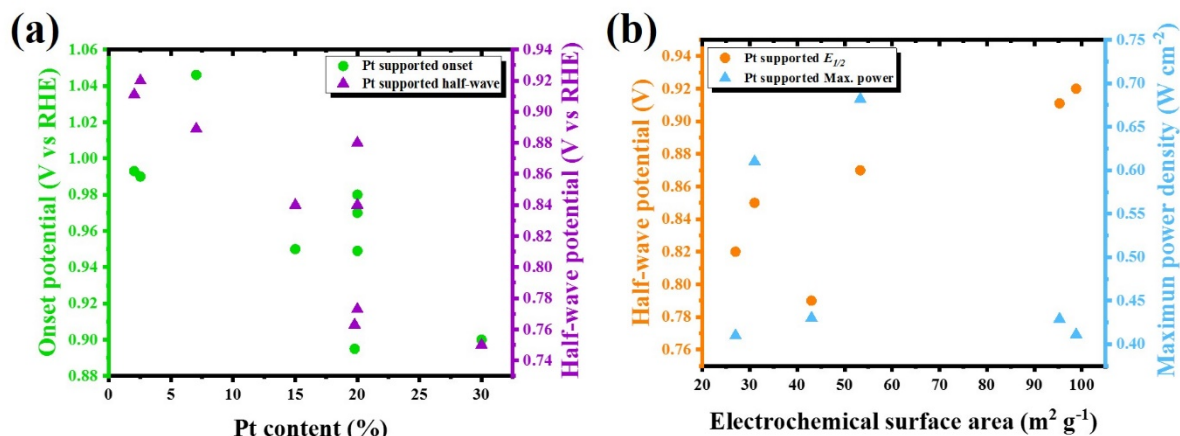 (a)
1.06
1.04
1.02
1.00
0.98
0.96
0.94
0.92
0.90
0.88
Onset potential (V vs RHE)
Pt supported onset
Pt supported half-wave
0.94
0.92
0.90
0.88
0.86
0.84
0.82
0.80
0.78
0.76
0.74
Half-wave potential (V vs RHE)
0 5 10 15 20 25 30
Pt content (%)
(b)
0.94
0.92
0.90
0.88
0.86
0.84
0.82
0.80
0.78
0.76
Half-wave potential (V)
Pt supported E1/2
Pt supported Max. power
0.75
0.70
0.65
0.60
0.55
0.50
0.45
0.40
Maximun power density (W cm-2)
20 30 40 50 60 70 80 90 100
Electrochemical surface area (m2 g-1)